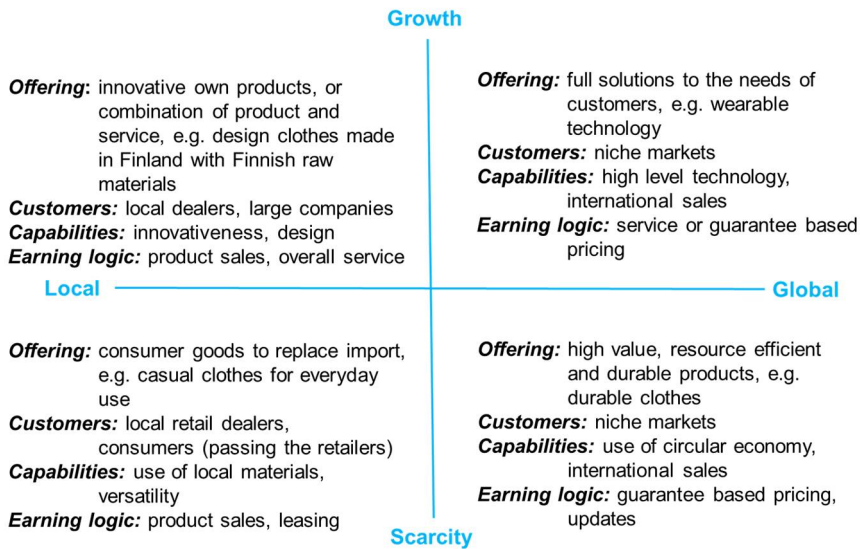 Growth
Offering: innovative own products, or
combination of product and
service, e.g. design clothes made
in Finland with Finnish raw
materials
Customers: local dealers, large companies
Capabilities: innovativeness, design
Earning logic: product sales, overall service
Offering: full solutions to the needs of
customers, e.g. wearable
technology
Customers: niche markets
Capabilities: high level technology,
international sales
Earning logic: service or guarantee based
pricing
Local
Global
Offering: consumer goods to replace import,
e.g. casual clothes for everyday
use
Customers: local retail dealers,
consumers (passing the retailers)
Capabilities: use of local materials,
versatility
Earning logic: product sales, leasing
Offering: high value, resource efficient
and durable products, e.g.
durable clothes
Customers: niche markets
Capabilities: use of circular economy,
international sales
Earning logic: guarantee based pricing,
updates
Scarcity